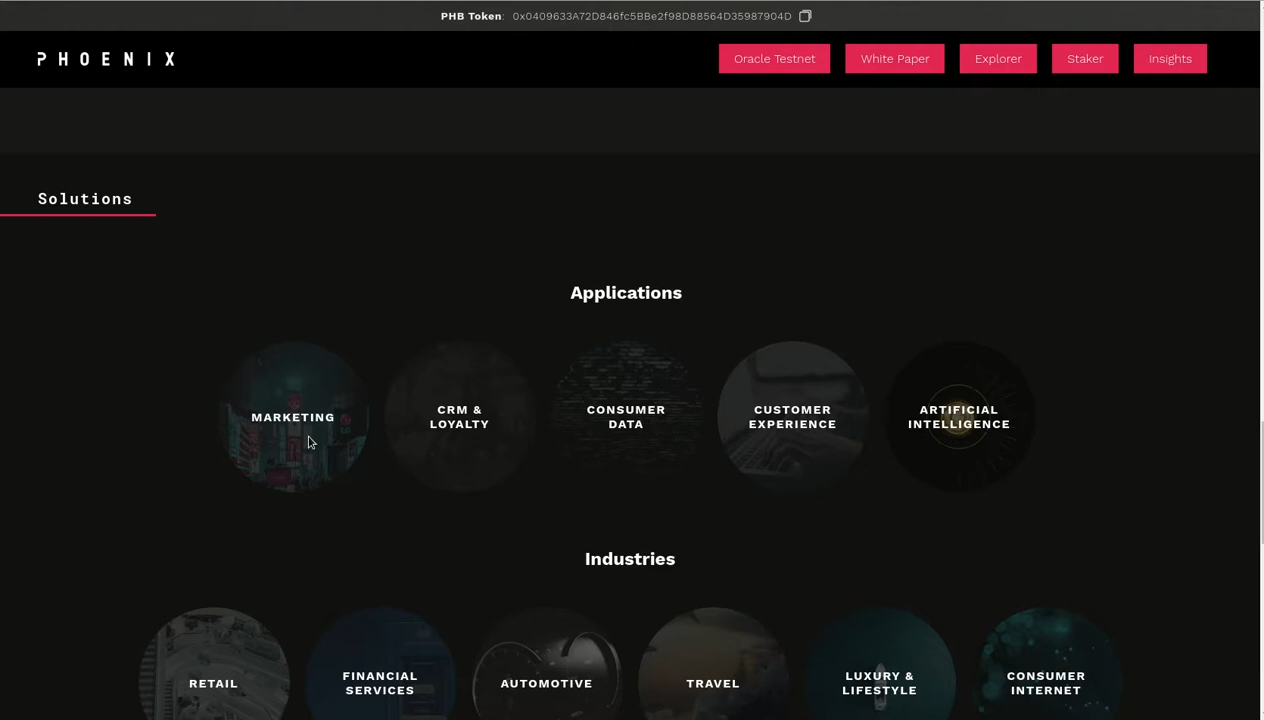 PHB Token: 0x0409633A72D846fc5BBe2f98D88564D35987904D
PHOENIX
Oracle Testnet
White Paper
Explorer
Staker
Insights
Solutions
Applications
MARKETING
CRM &
LOYALTY
CONSUMER
DATA
CUSTOMER
EXPERIENCE
ARTIFICIAL
INTELLIGENCE
Industries
RETAIL
FINANCIAL
SERVICES
AUTOMOTIVE
TRAVEL
LUXURY &
LIFESTYLE
CONSUMER
INTERNET